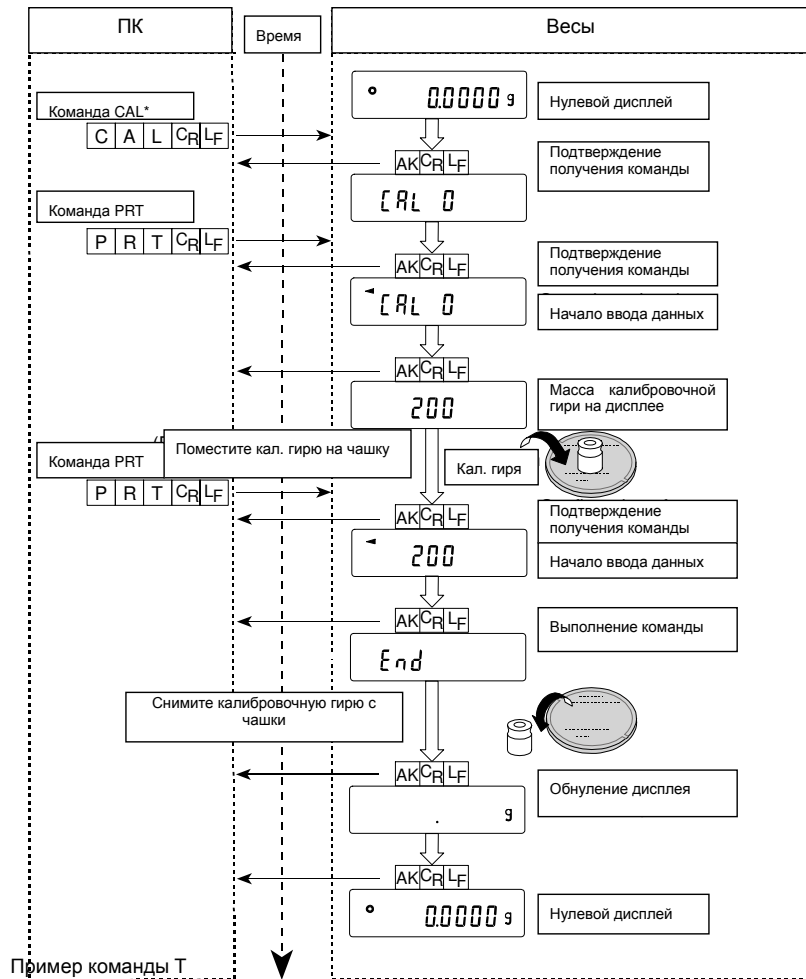 ПК
Время
Весы
0.0000 g
Нулевой дисплей
Команда CAL*
C A L CR LF
AK CR LF
Подтверждение
получения команды
CAL 0
Команда PRT
P R T CR LF
AK CR LF
Подтверждение
получения команды
CAL 0
Начало ввода данных
AK CR LF
200
Масса калибровочной
гири на дисплее
Поместите кал. гирю на чашку
Кал. гиря
Команда PRT
P R T CR LF
AK CR LF
Подтверждение
получения команды
200
Начало ввода данных
AK CR LF
Выполнение команды
End
Снимите калибровочную гирю с
чашки
AK CR LF
Обнуление дисплея
. g
AK CR LF
0.0000 g
Нулевой дисплей
Пример команды T